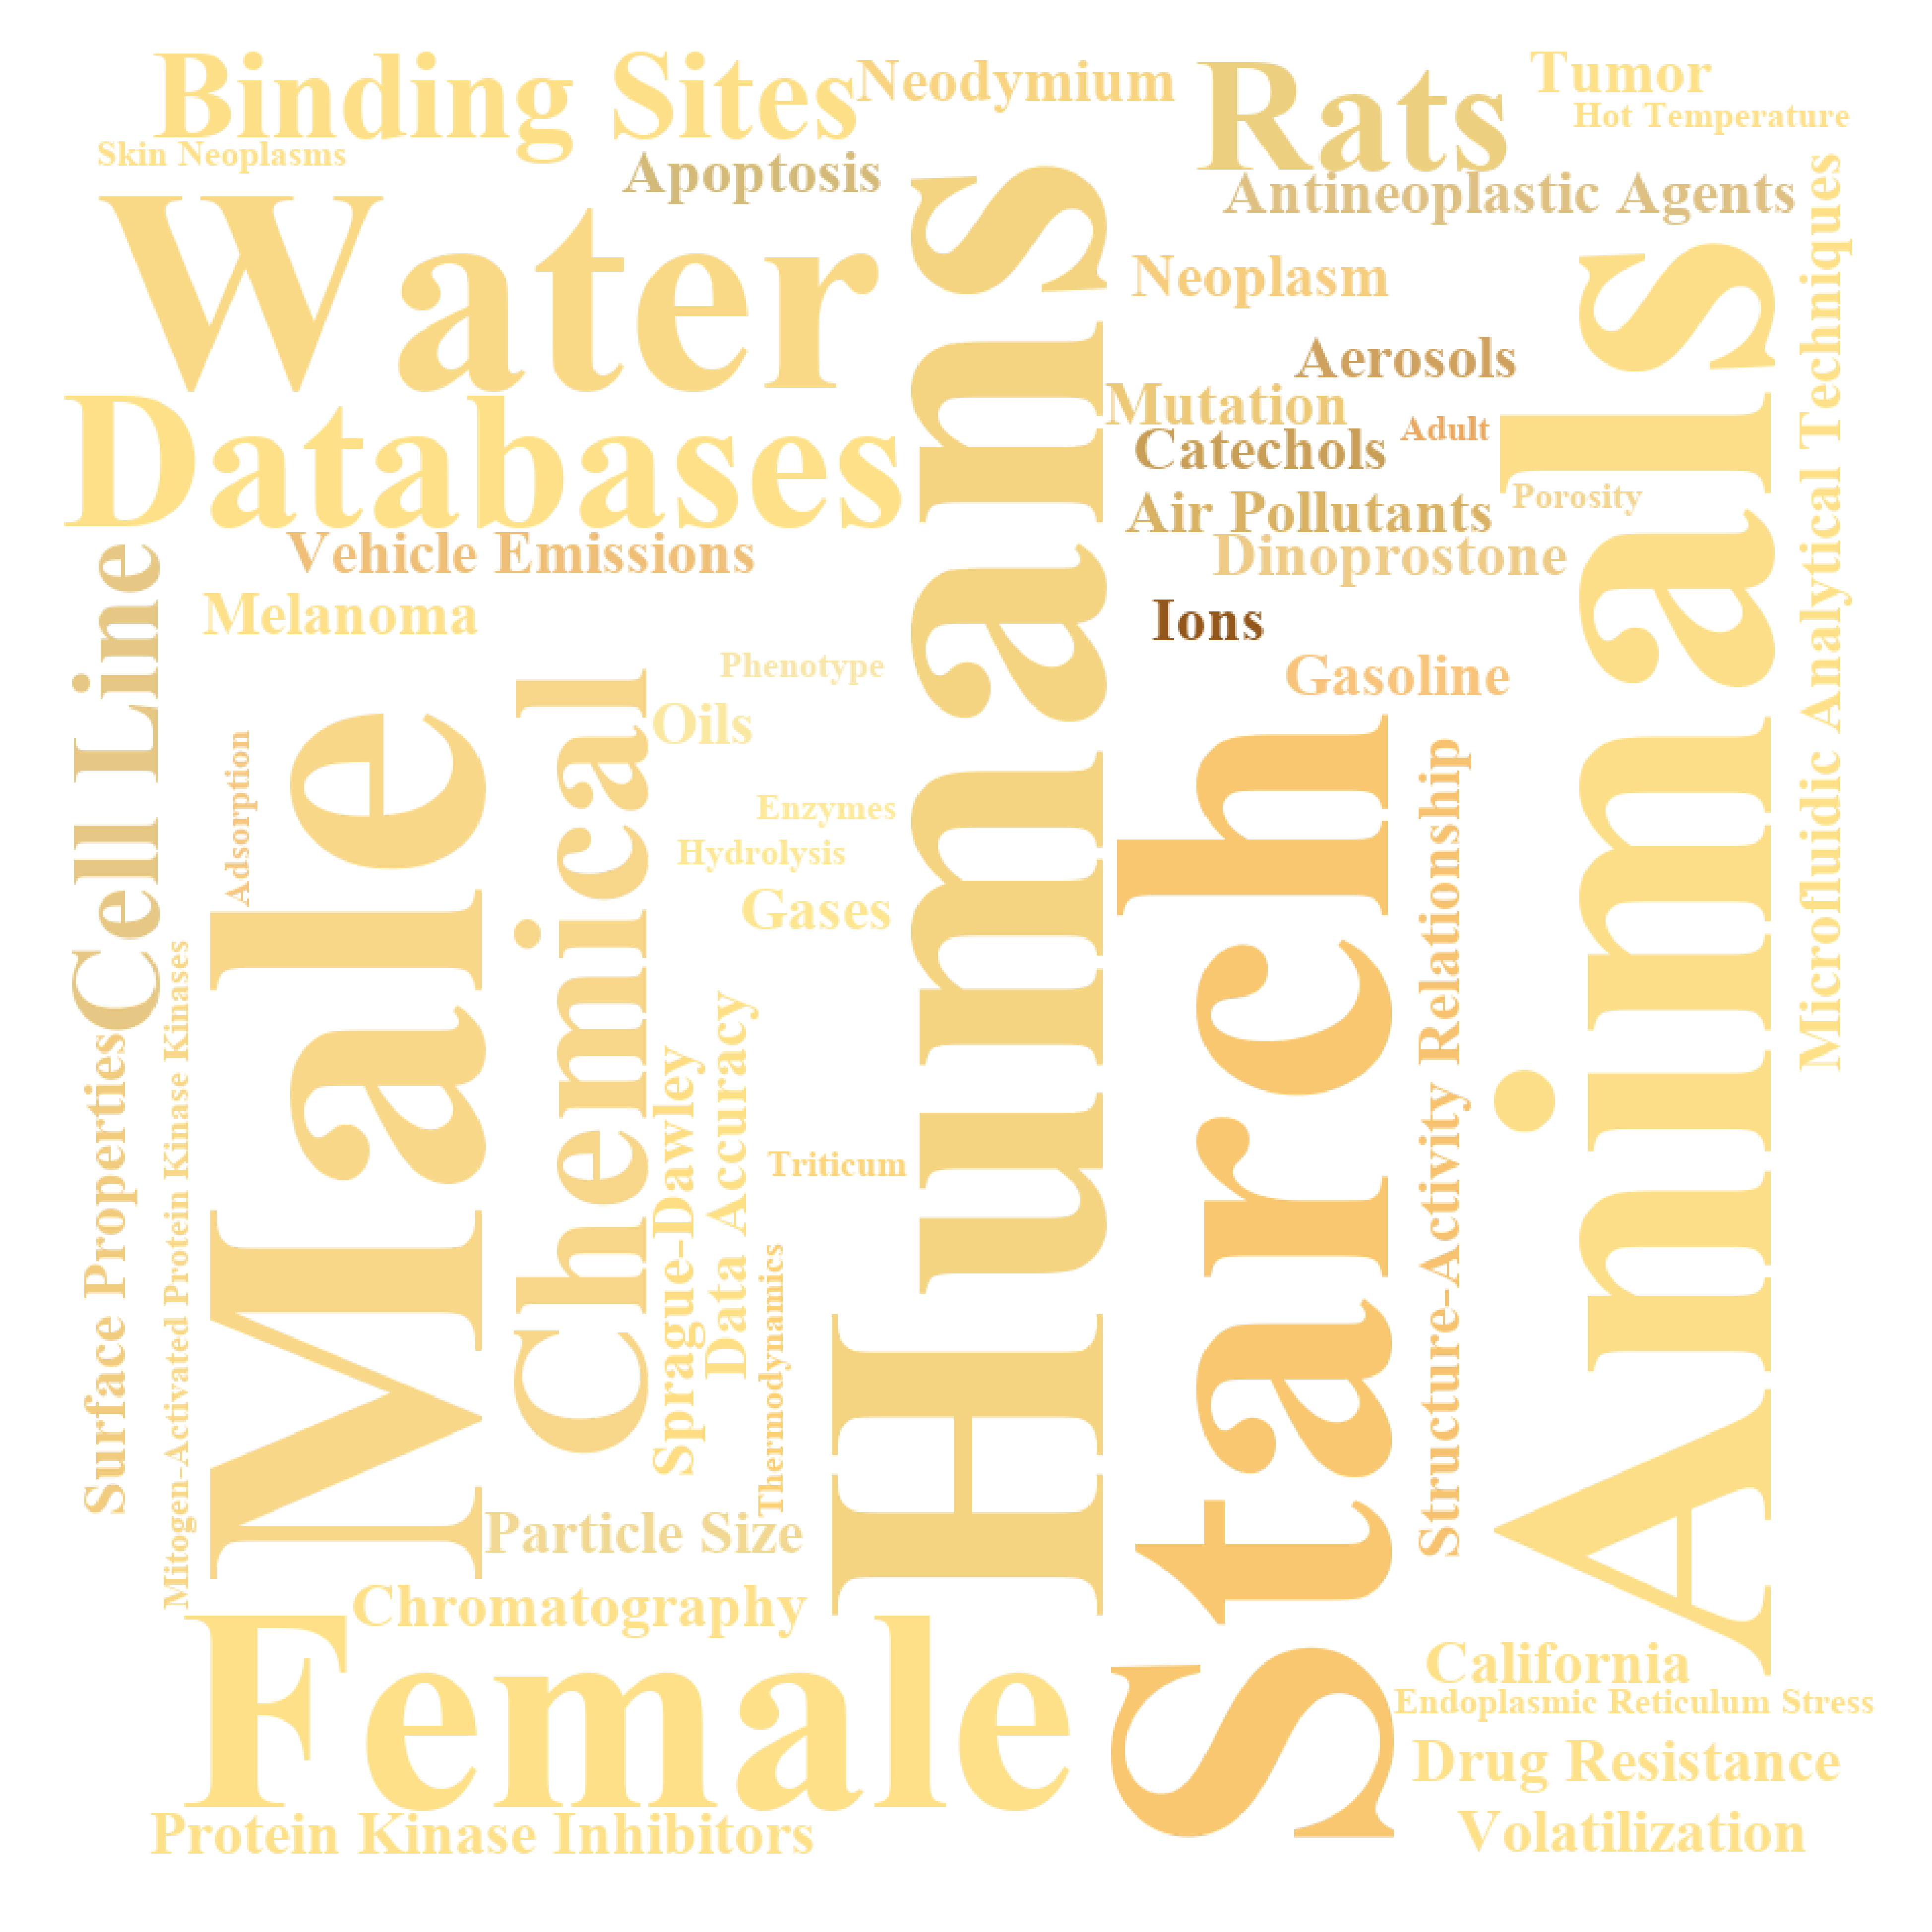 Binding Sites
Neodymium
Rats
Tumor
Hot Temperature
Skin Neoplasms
Apoptosis
Antineoplastic Agents
Water
Neoplasm
Aerosols
Databases
Mutation
Adult
Catechols
Air Pollutants
Porosity
Vehicle Emissions
Dinoprostone
Melanoma
Ions
Phenotype
Gasoline
Oils
Enzymes
Hydrolysis
Gases
Cell Line
Adsorption
Male
Chemical
Humans
Starch
Structure-Activity Relationship
Animals
Microfluidic Analytical Techniques
Surface Properties
Mitogen-Activated Protein Kinase Kinases
Sprague-Dawley
Data Accuracy
Triticum
Thermodynamics
Particle Size
Chromatography
Female
California
Endoplasmic Reticulum Stress
Drug Resistance
Protein Kinase Inhibitors
Volatilization